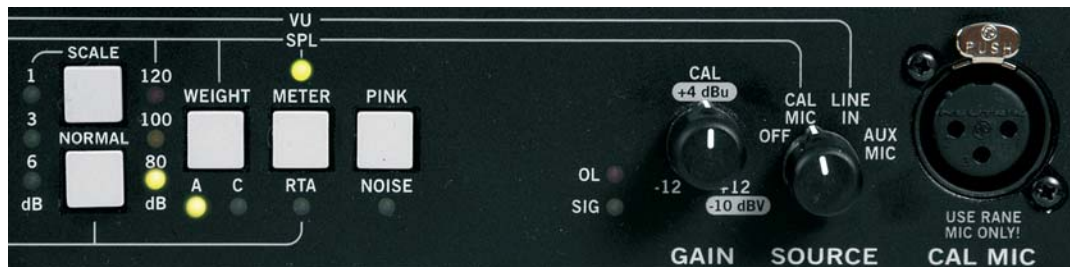 VU
SPL
SCALE
1
3
6
dB
NORMAL
120
100
80
dB
WEIGHT
A C
METER
RTA
PINK
NOISE
OL
SIG
CAL
+4 dBu
-12 +12
-10 dBV
GAIN
OFF
CAL
MIC
LINE
IN
AUX
MIC
SOURCE
PUSH
NEUTRIK
USE RANE
MIC ONLY!
CAL MIC